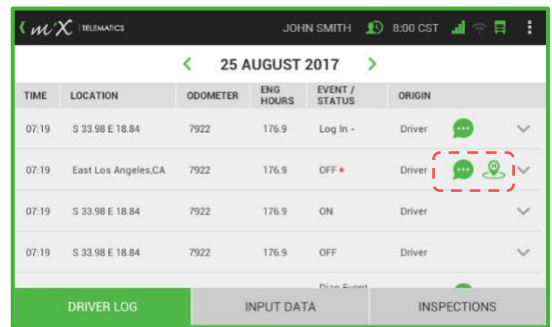 miX TELEMATICS JOHN SMITH 8:00 CST
25 AUGUST 2017
TIME LOCATION ODOMETER ENG HOURS EVENT / STATUS ORIGIN
07:19 S 33.98 E 18.84 7922 176.9 Log In - Driver
07:19 East Los Angeles,CA 7922 176.9 OFF * Driver
07:19 S 33.98 E 18.84 7922 176.9 ON Driver
07:19 S 33.98 E 18.84 7922 176.9 OFF Driver
DRIVER LOG INPUT DATA INSPECTIONS